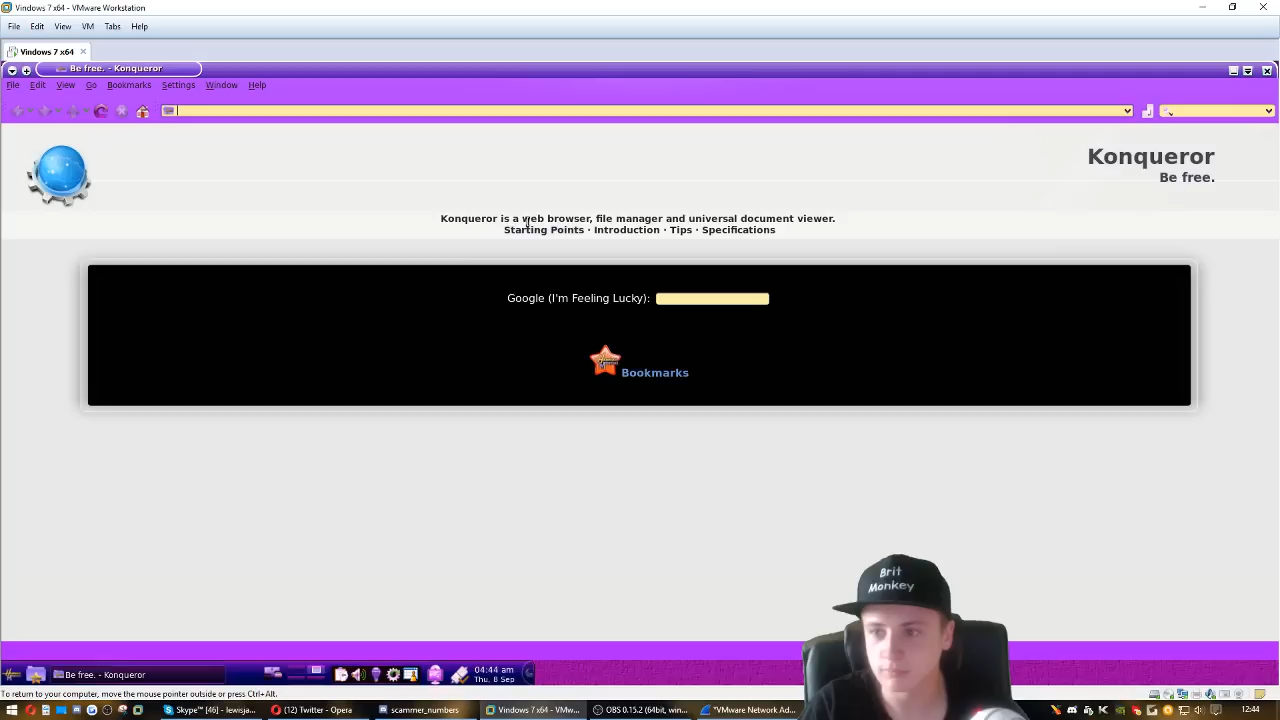 Vindows 7 x64 - VMware Workstation
File Edit View VM Tabs Help
Vindows 7 x64
Be free. - Konqueror
File Edit View Go Bookmarks Settings Window Help
Konqueror
Be free.
Konqueror is a web browser, file manager and universal document viewer.
Starting Points · Introduction · Tips · Specifications
Google (I'm Feeling Lucky):
Bookmarks
Brit
Monkey
Be free. - Konqueror
04:44 am
Thu, 8 Sep
To return to your computer, move the mouse pointer outside or press Ctrl+Alt.
Skype™ [46] - lewisja...
(12) Twitter - Opera
scammer_numbers
Vindows 7 x64 - VMw...
OBS 0.15.2 (64bit, win...
*VMware Network Ad...
12:44